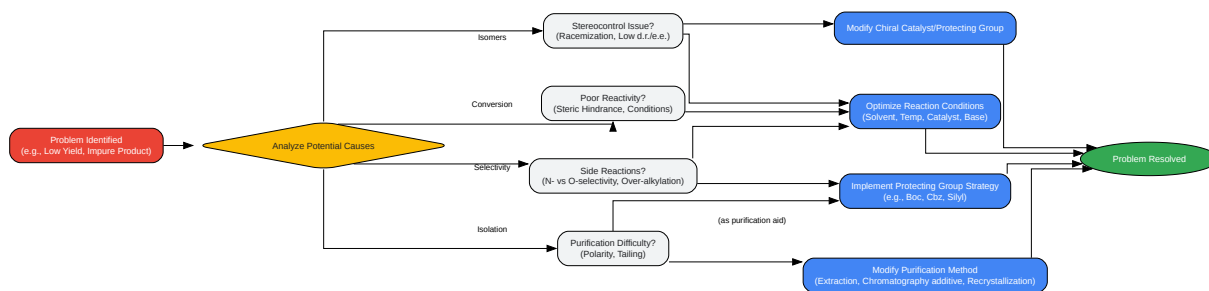 Problem Identified
(e.g., Low Yield, Impure Product)
Analyze Potential Causes
Isomers
Conversion
Selectivity
Isolation
Stereocontrol Issue?
(Racemization, Low d.r./e.e.)
Poor Reactivity?
(Steric Hindrance, Conditions)
Side Reactions?
(N- vs O-selectivity, Over-alkylation)
Purification Difficulty?
(Polarity, Tailing)
(as purification aid)
Modify Chiral Catalyst/Protecting Group
Optimize Reaction Conditions
(Solvent, Temp, Catalyst, Base)
Implement Protecting Group Strategy
(e.g., Boc, Cbz, Silyl)
Modify Purification Method
(Extraction, Chromatography additive, Recrystallization)
Problem Resolved